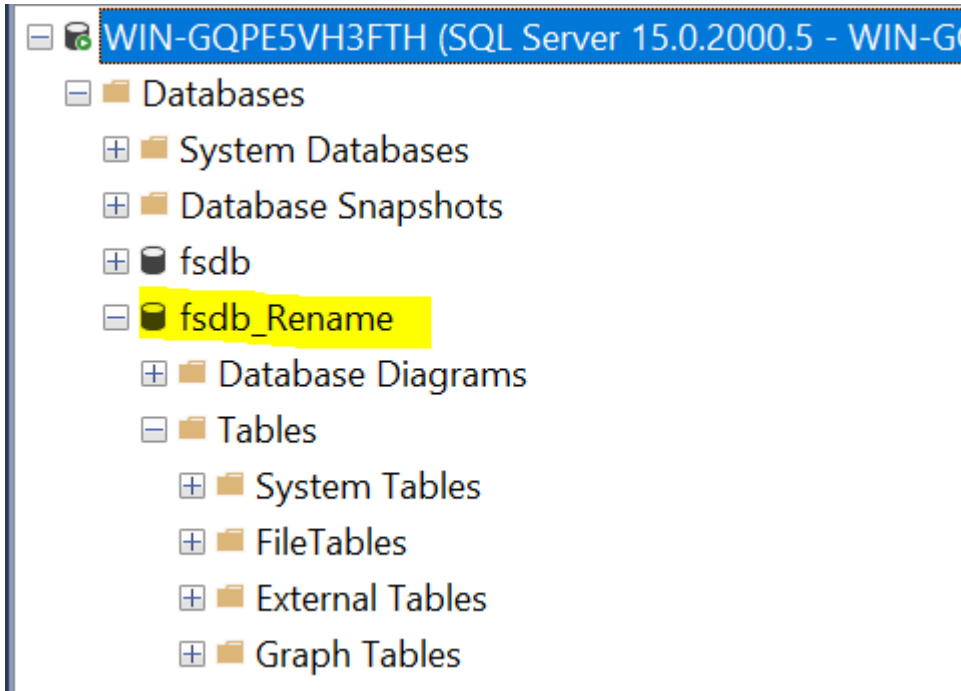 WIN-GQPE5VH3FTH (SQL Server 15.0.2000.5 - WIN-G
Databases
System Databases
Database Snapshots
fsdb
fsdb_Rename
Database Diagrams
Tables
System Tables
FileTables
External Tables
Graph Tables